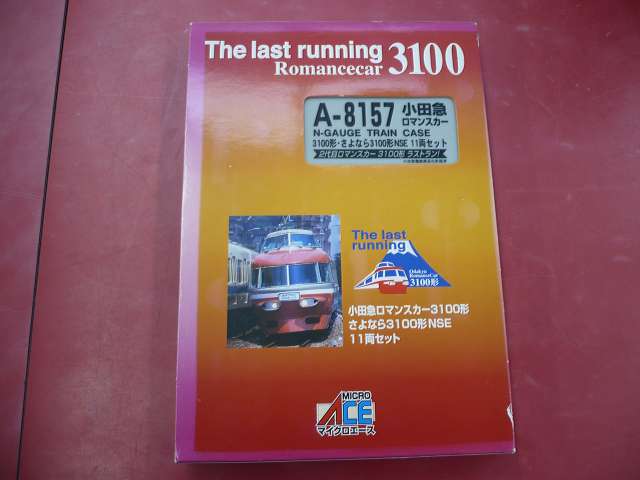 The last running
Romancecar 3100
A-8157 小田急
ロマンスカー
N-GAUGE TRAIN CASE
3100形・さよなら3100形NSE 11両セット
2代目ロマンスカー3100形 ラストラン!
The last
running
Odakyu
RomanceCar
3100形
小田急ロマンスカー3100形
さよなら3100形NSE
11両セット
MICRO
ACE
マイクロエース